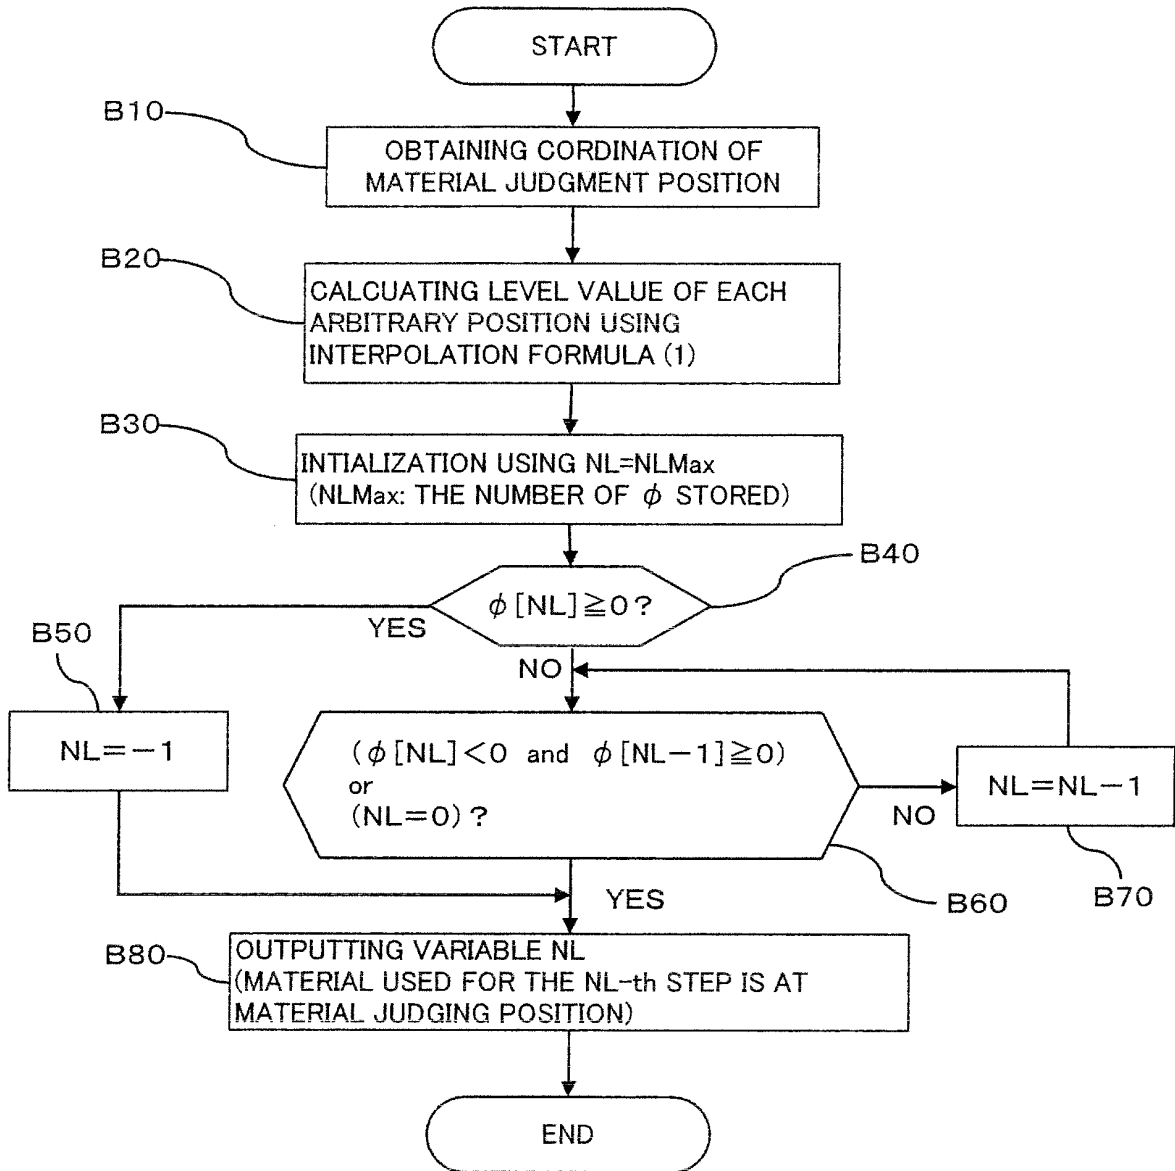 START
B10
OBTAINING CORDINATION OF
MATERIAL JUDGMENT POSITION
B20
CALCUATING LEVEL VALUE OF EACH
ARBITRARY POSITION USING
INTERPOLATION FORMULA (1)
B30
INTIALIZATION USING NL=NLMax
(NLMax: THE NUMBER OF ϕ STORED)
B40
ϕ[NL]≧0?
YES
NO
B50
NL=-1
(ϕ[NL]<0 and ϕ[NL-1]≧0)
or
(NL=0)?
NO
NL=NL-1
B70
B60
YES
B80
OUTPUTTING VARIABLE NL
(MATERIAL USED FOR THE NL-th STEP IS AT
MATERIAL JUDGING POSITION)
END